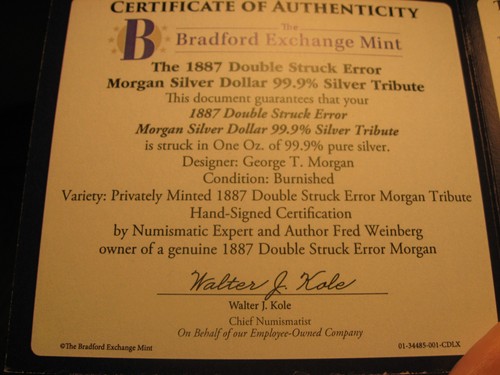 CERTIFICATE OF AUTHENTICITY
B
The
Bradford Exchange Mint
The 1887 Double Struck Error
Morgan Silver Dollar 99.9% Silver Tribute
This document guarantees that your
1887 Double Struck Error
Morgan Silver Dollar 99.9% Silver Tribute
is struck in One Oz. of 99.9% pure silver.
Designer: George T. Morgan
Condition: Burnished
Variety: Privately Minted 1887 Double Struck Error Morgan Tribute
Hand-Signed Certification
by Numismatic Expert and Author Fred Weinberg
owner of a genuine 1887 Double Struck Error Morgan
Walter J. Kole
Walter J. Kole
Chief Numismatist
On Behalf of our Employee-Owned Company
©The Bradford Exchange Mint
01-34485-001-CDLX